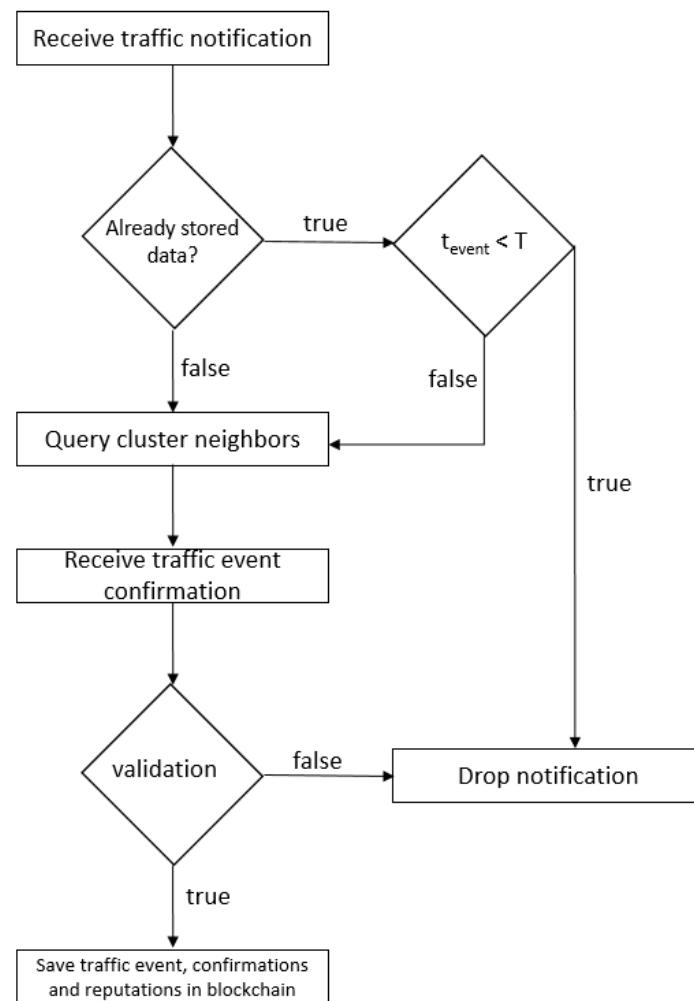 Receive traffic notification
Already stored
data?
true
t_event < T
false
false
Query cluster neighbors
true
Receive traffic event
confirmation
validation
false
Drop notification
true
Save traffic event, confirmations
and reputations in blockchain